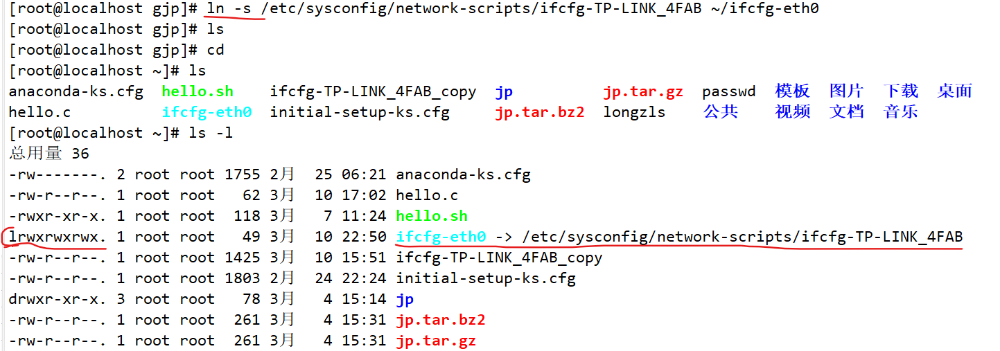 [root@localhost gjp]# ln -s /etc/sysconfig/network-scripts/ifcfg-TP-LINK_4FAB ~/ifcfg-eth0
[root@localhost gjp]# ls
[root@localhost gjp]# cd
[root@localhost ~]# ls
anaconda-ks.cfg  hello.sh    ifcfg-TP-LINK_4FAB_copy  jp          jp.tar.gz  passwd  模板  图片  下载  桌面
hello.c          ifcfg-eth0  initial-setup-ks.cfg     jp.tar.bz2  longzls    公共    视频  文档  音乐
[root@localhost ~]# ls -l
总用量 36
-rw-------. 2 root root 1755 2月  25 06:21 anaconda-ks.cfg
-rw-r--r--. 1 root root   62 3月  10 17:02 hello.c
-rwxr-xr-x. 1 root root  118 3月   7 11:24 hello.sh
lrwxrwxrwx. 1 root root   49 3月  10 22:50 ifcfg-eth0 -> /etc/sysconfig/network-scripts/ifcfg-TP-LINK_4FAB
-rw-r--r--. 1 root root 1425 3月  10 15:51 ifcfg-TP-LINK_4FAB_copy
-rw-r--r--. 1 root root 1803 2月  24 22:24 initial-setup-ks.cfg
drwxr-xr-x. 3 root root   78 3月   4 15:14 jp
-rw-r--r--. 1 root root  261 3月   4 15:31 jp.tar.bz2
-rw-r--r--. 1 root root  261 3月   4 15:31 jp.tar.gz